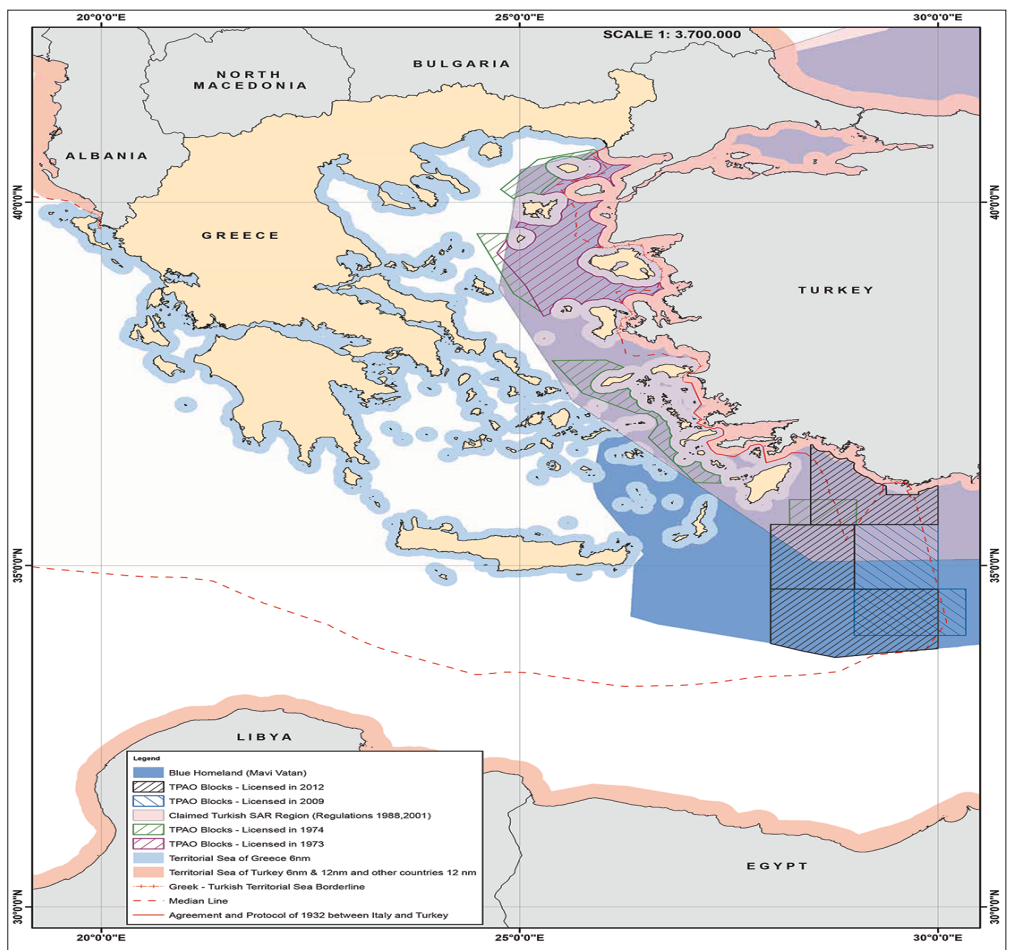 20°0'0"E 25°0'0"E 30°0'0"E
SCALE 1: 3.700.000
BULGARIA
NORTH
MACEDONIA
ALBANIA
40°0'0"N 40°0'0"N
GREECE
TURKEY
35°0'0"N 35°0'0"N
LIBYA
Legend
Blue Homeland (Mavi Vatan)
TPAO Blocks - Licensed in 2012
TPAO Blocks - Licensed in 2009
Claimed Turkish SAR Region (Regulations 1988,2001)
TPAO Blocks - Licensed in 1974
TPAO Blocks - Licensed in 1973
Territorial Sea of Greece 6nm
Territorial Sea of Turkey 6nm & 12nm and other countries 12 nm
Greek - Turkish Territorial Sea Borderline
Median Line
Agreement and Protocol of 1932 between Italy and Turkey
EGYPT
30°0'0"N 30°0'0"N
20°0'0"E 25°0'0"E 30°0'0"E